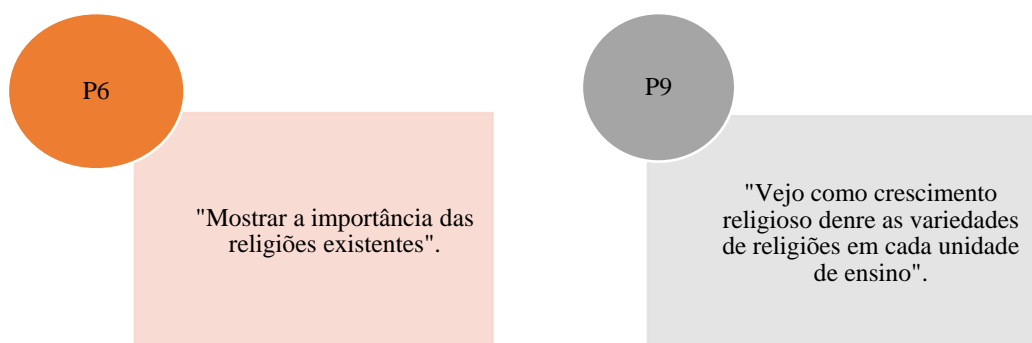 P6
"Mostrar a importância das
religiões existentes".
P9
"Vejo como crescimento
religioso denre as variedades
de religiões em cada unidade
de ensino".